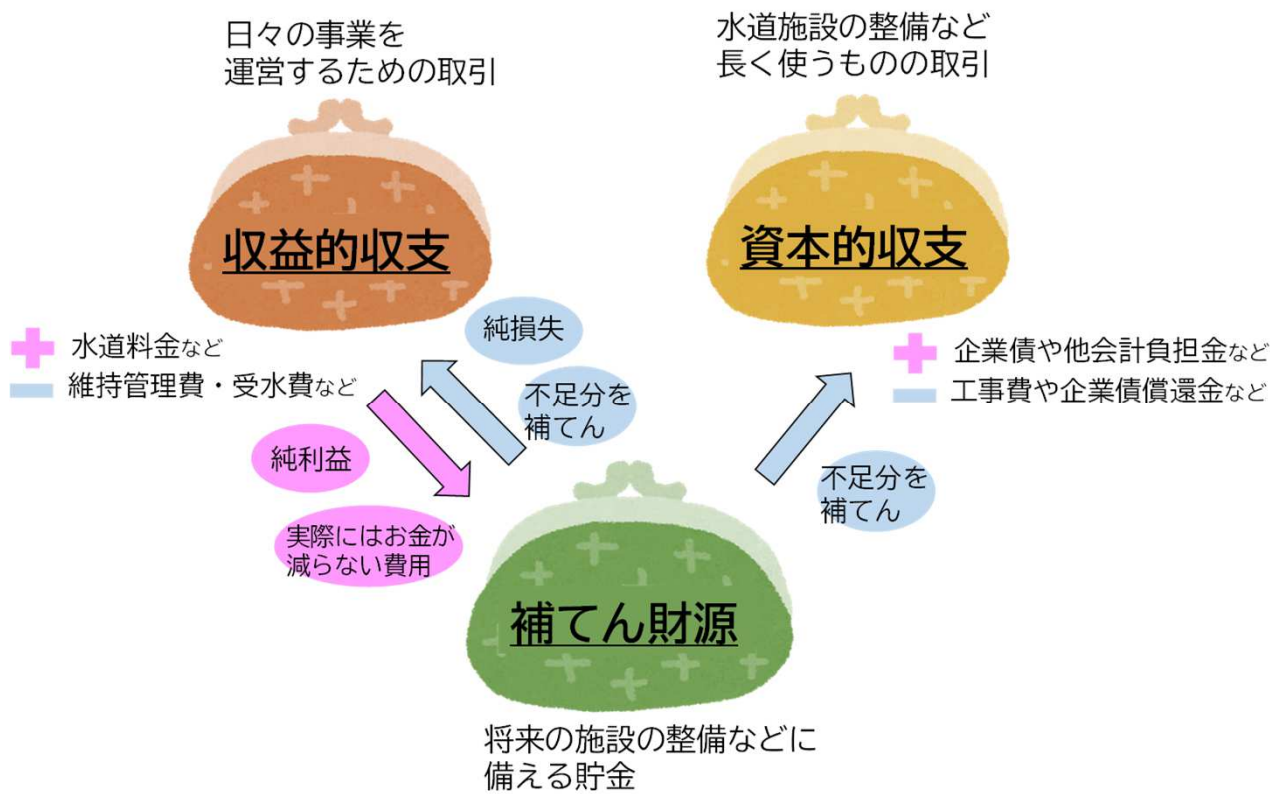 日々の事業を
運営するための取引
水道施設の整備など
長く使うものの取引
収益的収支
資本的収支
水道料金など
維持管理費・受水費など
企業債や他会計負担金など
工事費や企業債償還金など
純損失
不足分を
補てん
純利益
実際にはお金が
減らない費用
不足分を
補てん
補てん財源
将来の施設の整備などに
備える貯金